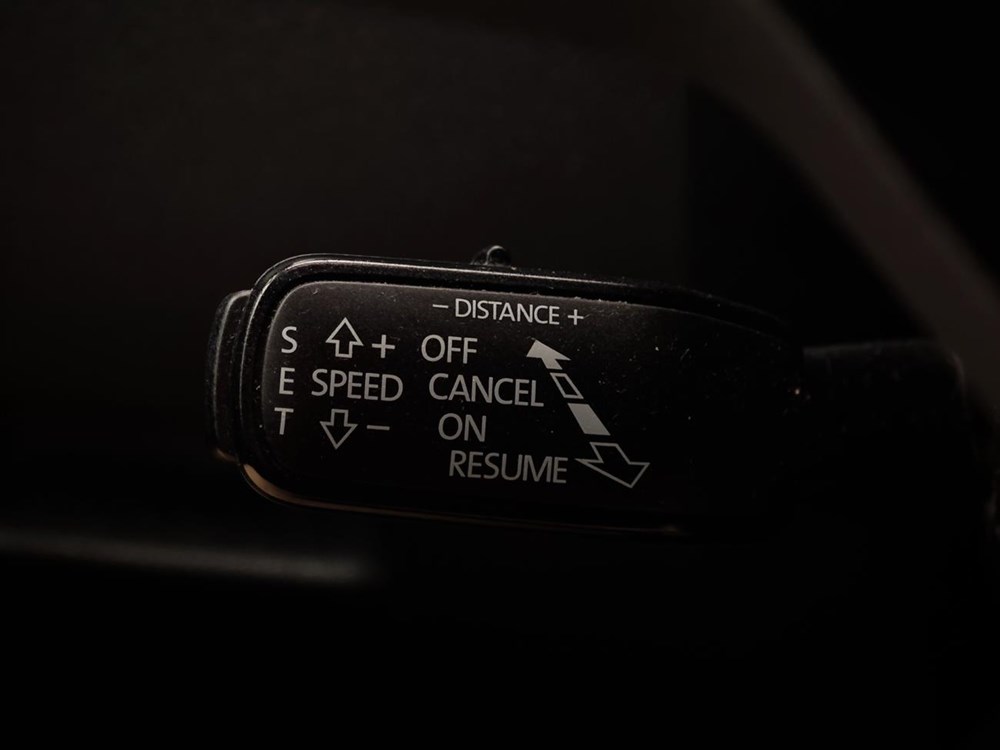 − DISTANCE +
S
E
T
+
SPEED
−
OFF
CANCEL
ON
RESUME